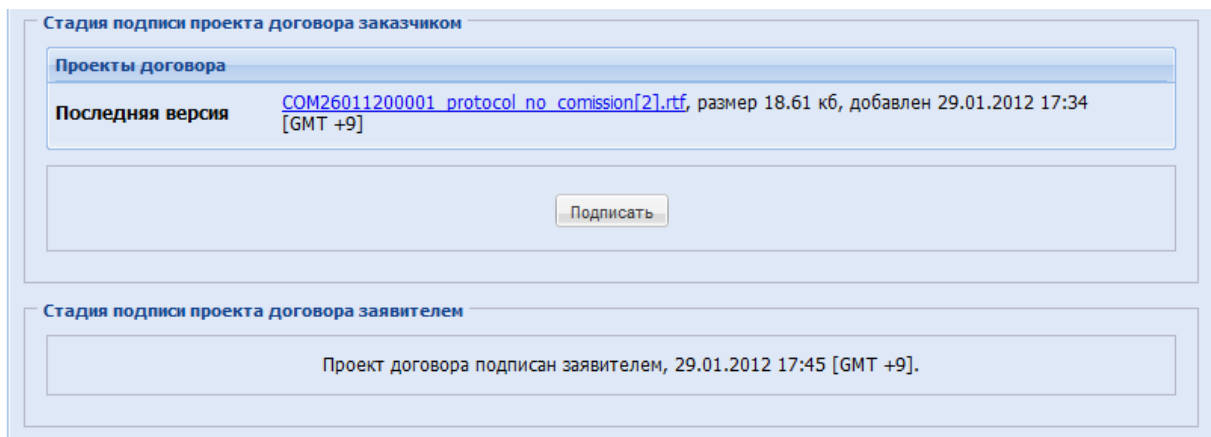 Стадия подписи проекта договора заказчиком
Проекты договора
Последняя версия
COM26011200001_protocol_no_comission[2].rtf, размер 18.61 кб, добавлен 29.01.2012 17:34
[GMT +9]
Подписать
Стадия подписи проекта договора заявителем
Проект договора подписан заявителем, 29.01.2012 17:45 [GMT +9].